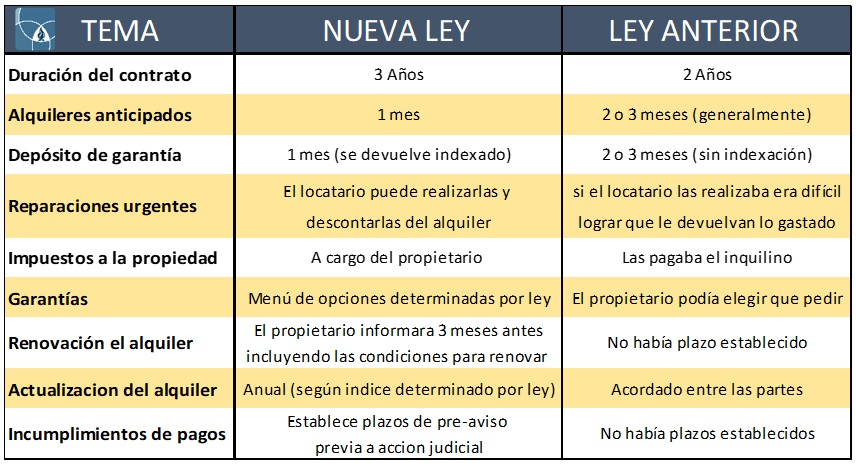 TEMA NUEVA LEY LEY ANTERIOR
Duración del contrato 3 Años 2 Años
Alquileres anticipados 1 mes 2 o 3 meses (generalmente)
Depósito de garantía 1 mes (se devuelve indexado) 2 o 3 meses (sin indexación)
Reparaciones urgentes
El locatario puede realizarlas y
descontarlas del alquiler
si el locatario las realizaba era difícil
lograr que le devuelvan lo gastado
Impuestos a la propiedad A cargo del propietario Las pagaba el inquilino
Garantías Menú de opciones determinadas por ley El propietario podía elegir que pedir
Renovación el alquiler
El propietario informara 3 meses antes
incluyendo las condiciones para renovar
No había plazo establecido
Actualizacion del alquiler Anual (según indice determinado por ley) Acordado entre las partes
Incumplimientos de pagos
Establece plazos de pre-aviso
previa a accion judicial
No había plazos establecidos